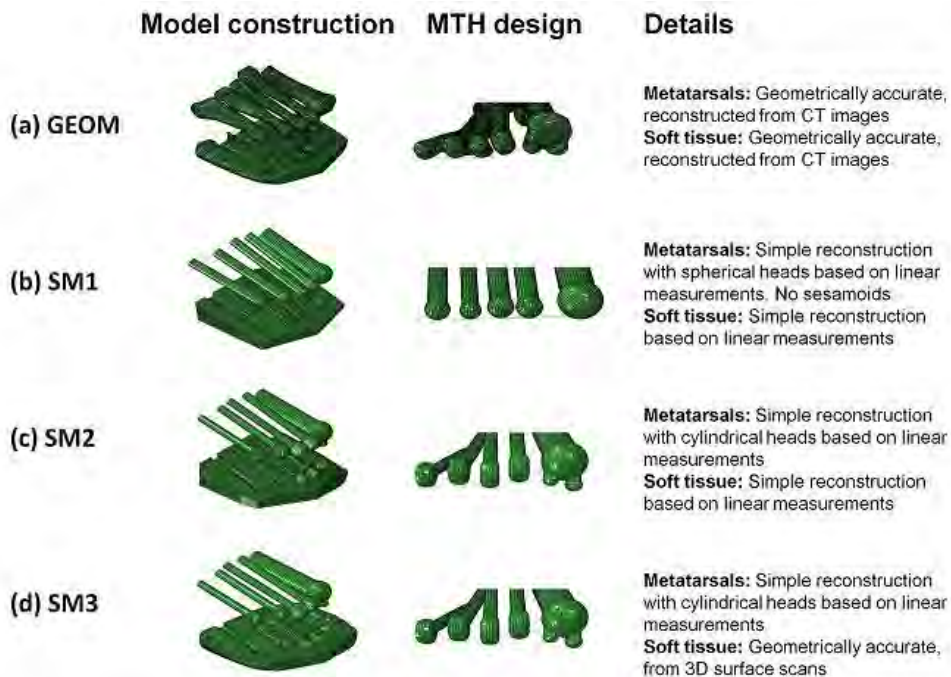 Model construction MTH design Details
(a) GEOM
Metatarsals: Geometrically accurate,
reconstructed from CT images
Soft tissue: Geometrically accurate,
reconstructed from CT images
(b) SM1
Metatarsals: Simple reconstruction
with spherical heads based on linear
measurements. No sesamoids
Soft tissue: Simple reconstruction
based on linear measurements
(c) SM2
Metatarsals: Simple reconstruction
with cylindrical heads based on linear
measurements
Soft tissue: Simple reconstruction
based on linear measurements
(d) SM3
Metatarsals: Simple reconstruction
with cylindrical heads based on linear
measurements
Soft tissue: Geometrically accurate,
from 3D surface scans